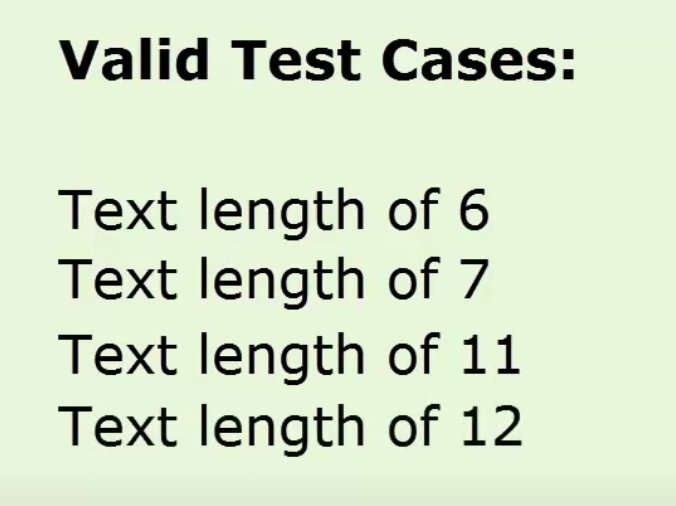 Valid Test Cases:
Text length of 6
Text length of 7
Text length of 11
Text length of 12